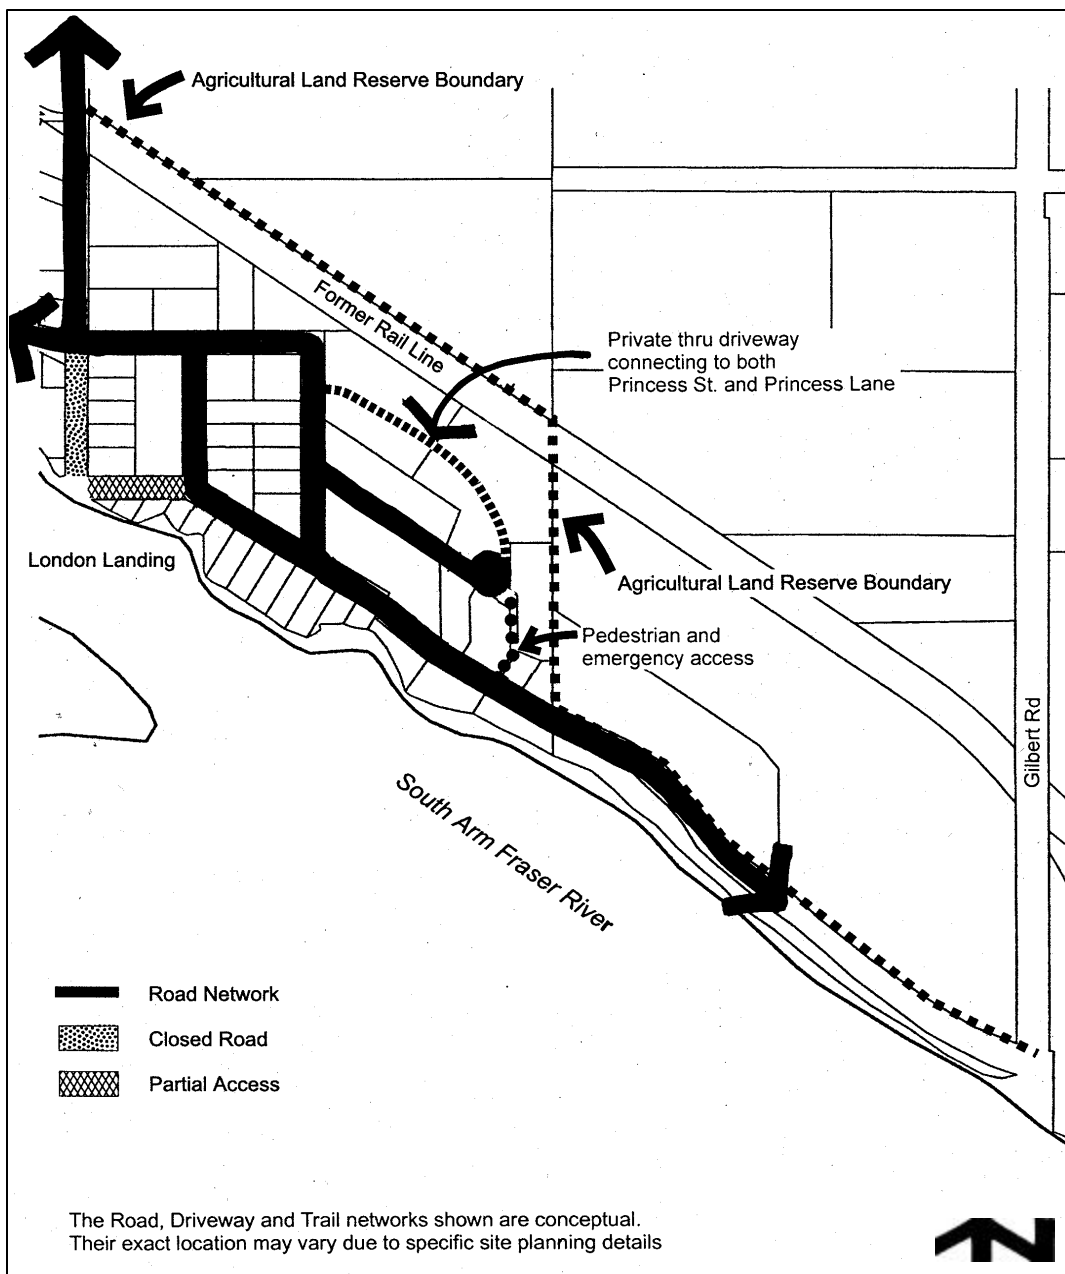 Agricultural Land Reserve Boundary
Former Rail Line
Private thru driveway
connecting to both
Princess St. and Princess Lane
London Landing
Agricultural Land Reserve Boundary
Pedestrian and
emergency access
Gilbert Rd
South Arm Fraser River
Road Network
Closed Road
Partial Access
The Road, Driveway and Trail networks shown are conceptual.
Their exact location may vary due to specific site planning details